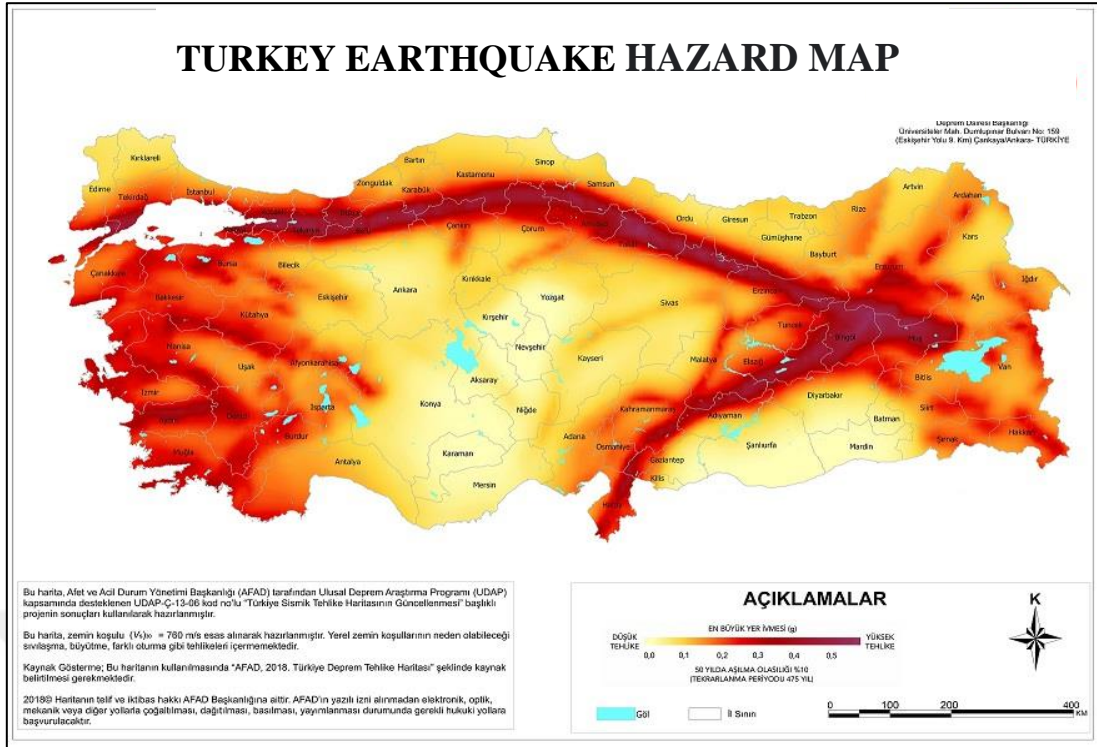 TURKEY EARTHQUAKE HAZARD MAP
Deprem Dairesi Başkanlığı
Üniversiteler Mah. Dumlupınar Bulvarı No: 159
(Eskişehir Yolu 9. Km) Çankaya/Ankara- TÜRKİYE
Kırklareli
Edirne
Tekirdağ
İstanbul
Zonguldak
Bartın
Karabük
Kastamonu
Sinop
Samsun
Ordu
Giresun
Trabzon
Rize
Artvin
Ardahan
Kars
Gümüşhane
Bayburt
Erzurum
Iğdır
Ağrı
Çanakkale
Balıkesir
Bursa
Bilecik
Bolu
Çankırı
Çorum
Tokat
Erzincan
Eskişehir
Ankara
Kırıkkale
Yozgat
Sivas
Tunceli
Bingöl
Muş
Kütahya
Kırşehir
Manisa
Uşak
Afyonkarahisar
Nevşehir
Kayseri
Malatya
Elazığ
Van
Bitlis
İzmir
Aksaray
Diyarbakır
Aydın
Denizli
Isparta
Konya
Niğde
Kahramanmaraş
Adıyaman
Batman
Siirt
Burdur
Adana
Osmaniye
Şanlıurfa
Mardin
Şırnak
Hakkari
Muğla
Antalya
Karaman
Mersin
Gaziantep
Kilis
Hatay
Bu harita, Afet ve Acil Durum Yönetimi Başkanlığı (AFAD) tarafından Ulusal Deprem Araştırma Programı (UDAP)
kapsamında desteklenen UDAP-Ç-13-06 kod no'lu "Türkiye Sismik Tehlike Haritasının Güncellenmesi" başlıklı
projenin sonuçları kullanılarak hazırlanmıştır.
Bu harita, zemin koşulu (Vs)30 = 760 m/s esas alınarak hazırlanmıştır. Yerel zemin koşullarının neden olabileceği
sıvılaşma, büyütme, farklı oturma gibi tehlikeleri içermemektedir.
Kaynak Gösterme; Bu haritanın kullanılmasında "AFAD, 2018. Türkiye Deprem Tehlike Haritası" şeklinde kaynak
belirtilmesi gerekmektedir.
2018© Haritanın telif ve iktibas hakkı AFAD Başkanlığına aittir. AFAD'ın yazılı izni alınmadan elektronik, optik,
mekanik veya diğer yollarla çoğaltılması, dağıtılması, basılması, yayımlanması durumunda gerekli hukuki yollara
başvurulacaktır.
AÇIKLAMALAR
EN BÜYÜK YER İVMESİ (g)
DÜŞÜK TEHLİKE
YÜKSEK TEHLİKE
0,0 0,1 0,2 0,3 0,4 0,5
50 YILDA AŞILMA OLASILIĞI %10
(TEKRARLANMA PERİYODU 475 YIL)
Göl
İl Sınırı
K
0 100 200 400
KM